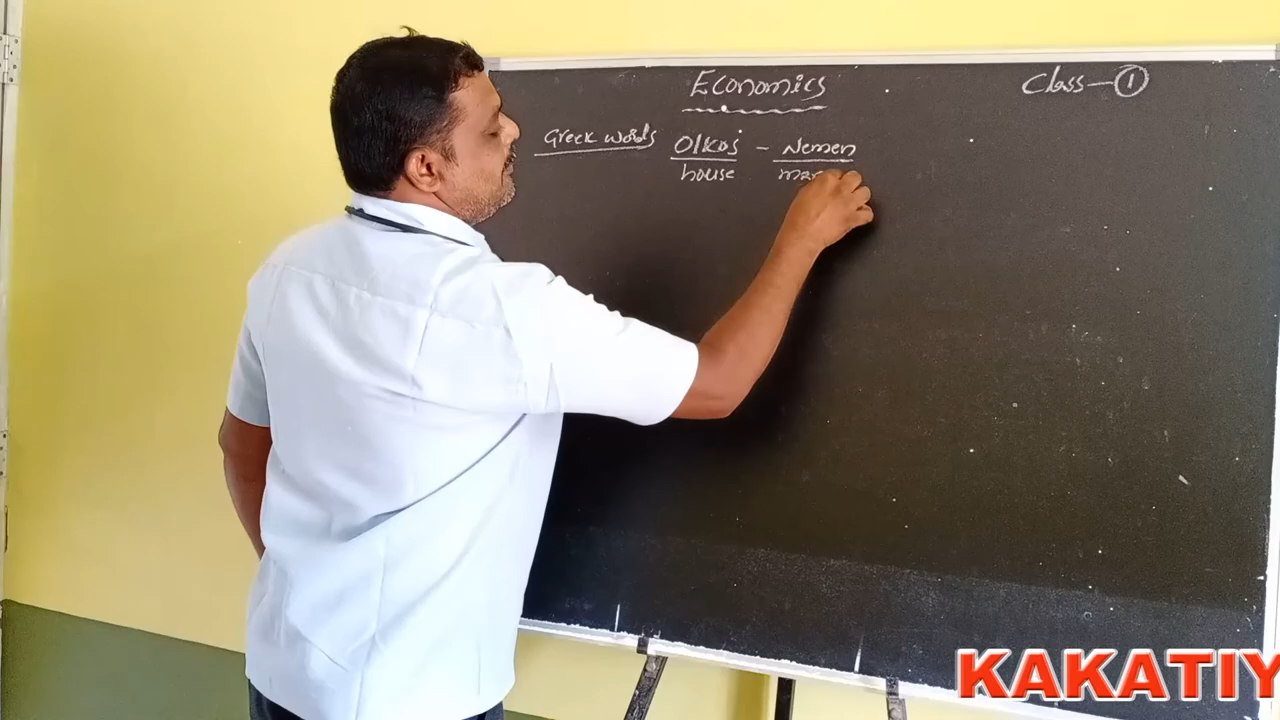 Economics
Class - 1
Greek words Oikos - Nemen
house
KAKATIY